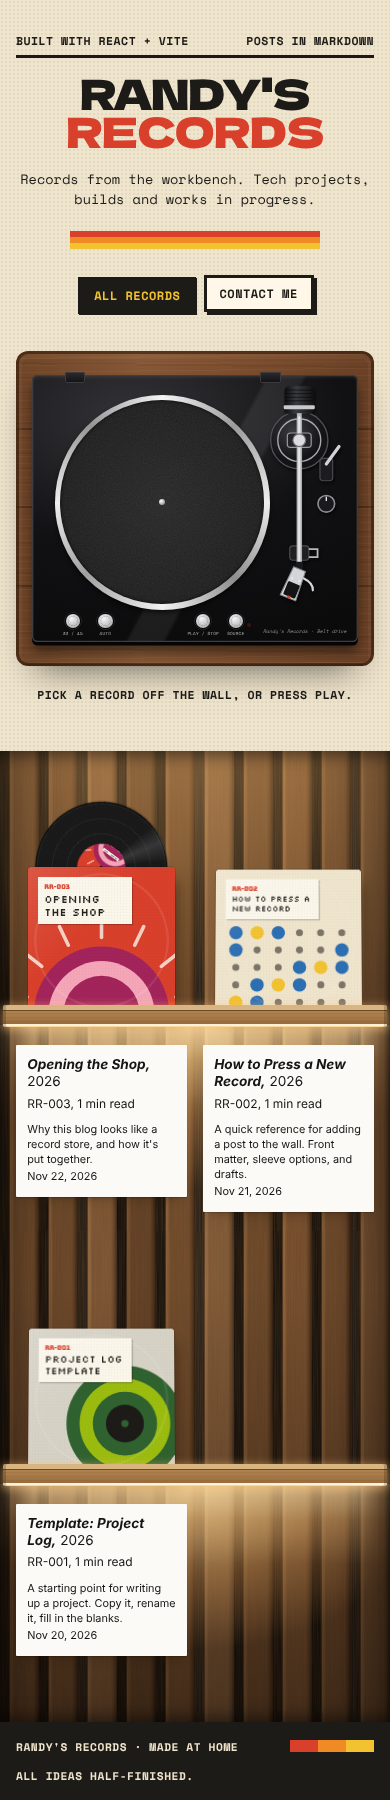 BUILT WITH REACT + VITE
POSTS IN MARKDOWN
RANDY'S
RECORDS
Records from the workbench. Tech projects,
builds and works in progress.
ALL RECORDS
CONTACT ME
33 / 45
AUTO
PLAY / STOP
SOURCE
Randy's Records · Belt drive
PICK A RECORD OFF THE WALL, OR PRESS PLAY.
RR-003
OPENING
THE SHOP
RR-002
HOW TO PRESS A
NEW RECORD
Opening the Shop,
2026
RR-003, 1 min read
Why this blog looks like a
record store, and how it's
put together.
Nov 22, 2026
How to Press a New
Record, 2026
RR-002, 1 min read
A quick reference for adding
a post to the wall. Front
matter, sleeve options, and
drafts.
Nov 21, 2026
RR-001
PROJECT LOG
TEMPLATE
Template: Project
Log, 2026
RR-001, 1 min read
A starting point for writing
up a project. Copy it, rename
it, fill in the blanks.
Nov 20, 2026
RANDY'S RECORDS · MADE AT HOME
ALL IDEAS HALF-FINISHED.